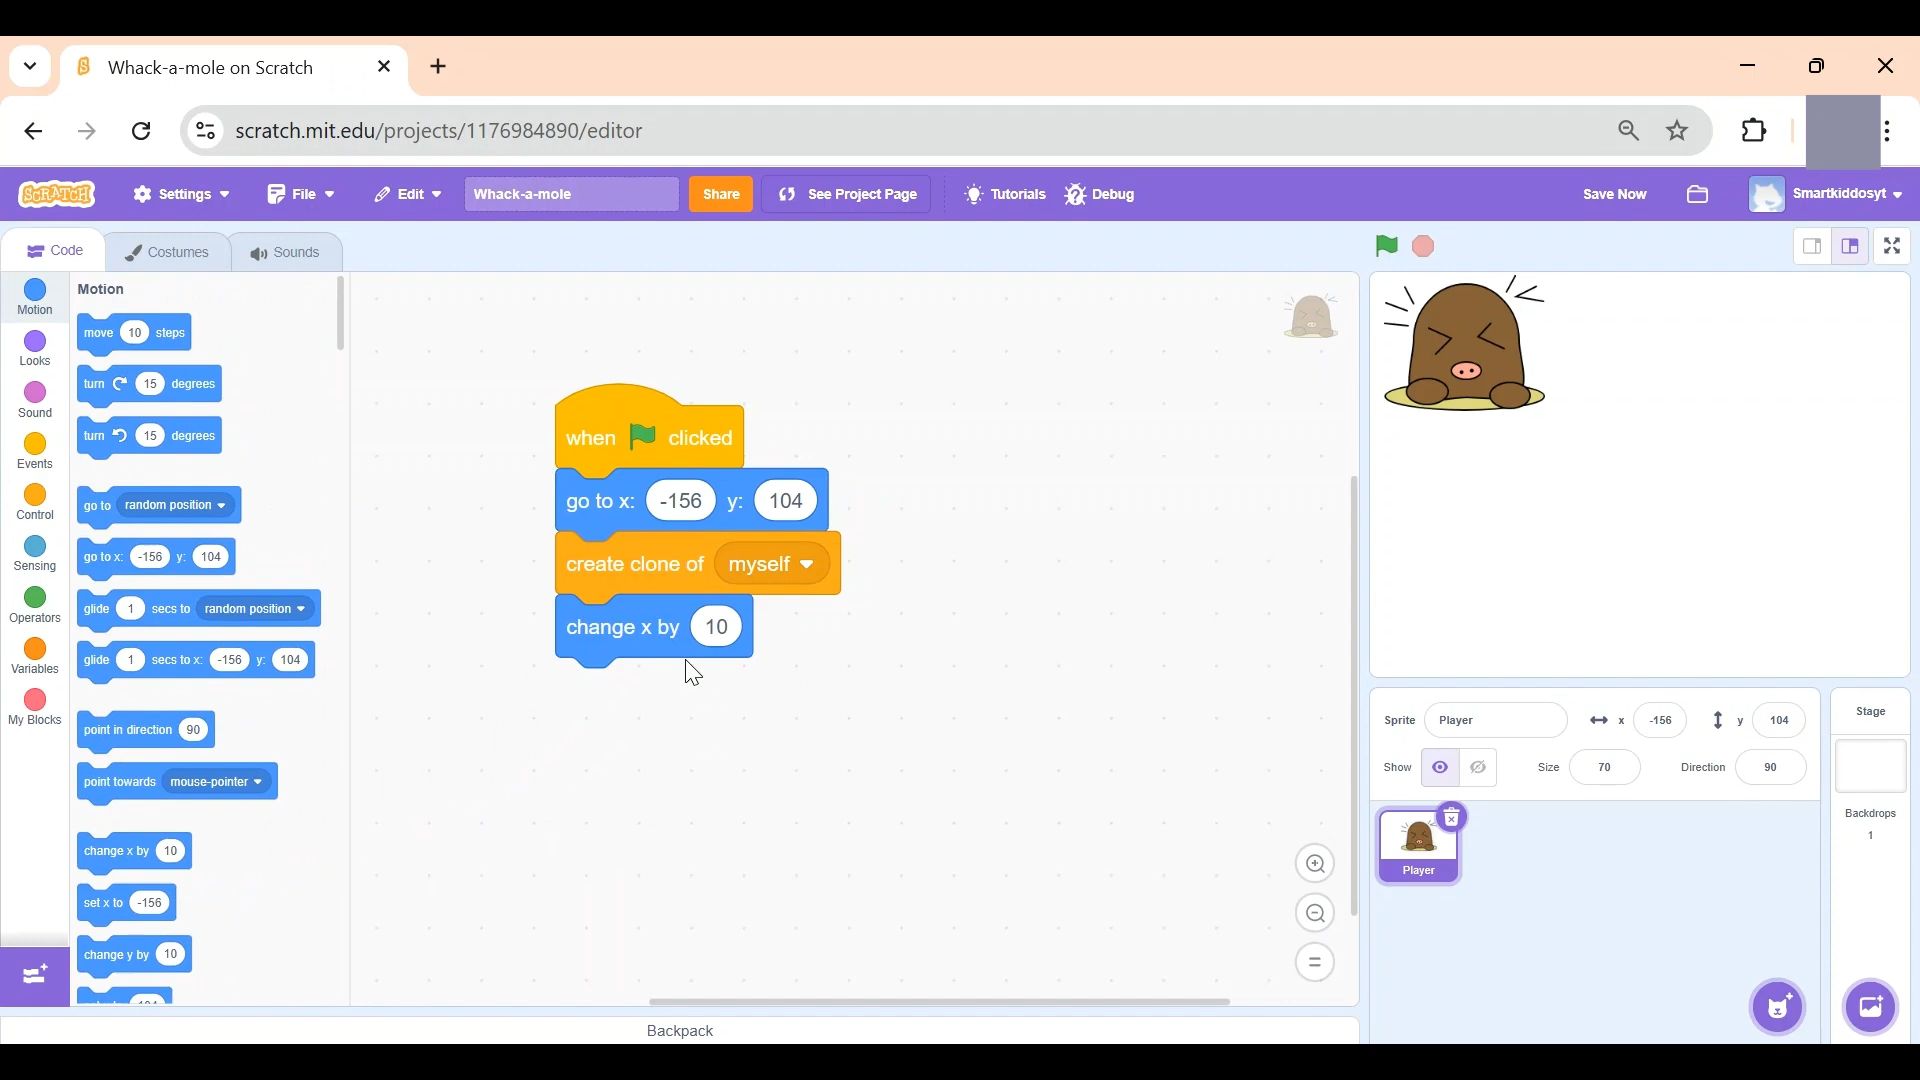 Whack-a-mole on Scratch
scratch.mit.edu/projects/1176984890/editor
SCRATCH Settings File Edit Whack-a-mole Share See Project Page Tutorials Debug Save Now Smartkiddosyt
Code Costumes Sounds
Motion
Looks
Sound
Events
Control
Sensing
Operators
Variables
My Blocks
Motion
move 10 steps
turn 15 degrees
turn 15 degrees
go to random position
go to x: -156 y: 104
glide 1 secs to random position
glide 1 secs to x: -156 y: 104
point in direction 90
point towards mouse-pointer
change x by 10
set x to -156
change y by 10
when clicked
go to x: -156 y: 104
create clone of myself
change x by 10
Sprite Player x -156 y 104
Show Size 70 Direction 90
Player
Stage
Backdrops
1
Backpack